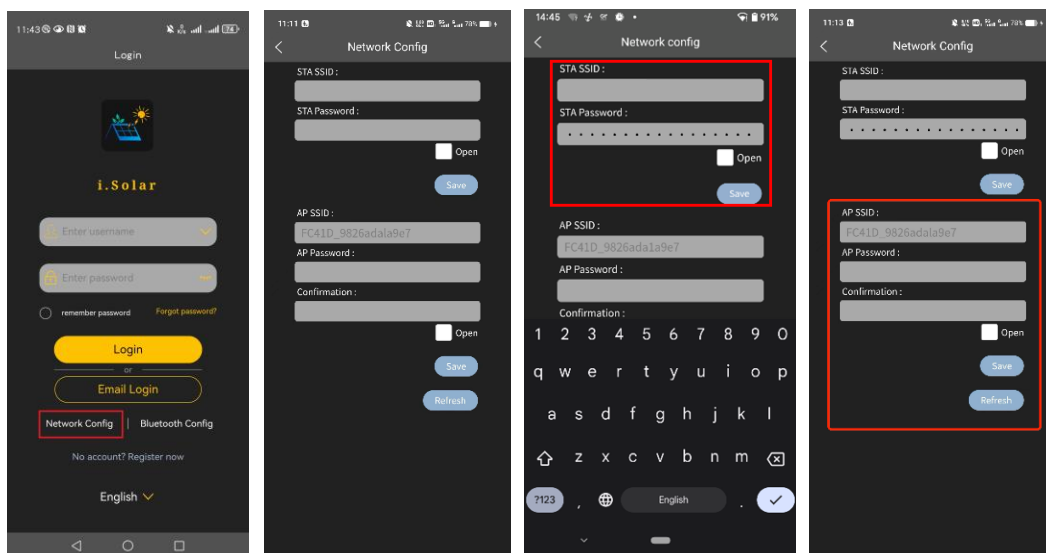 11:43
74
Login
i.Solar
Enter username
Enter password
remember password
Forgot password?
Login
or
Email Login
Network Config | Bluetooth Config
No account? Register now
English
11:11
78%
Network Config
STA SSID :
STA Password :
Open
Save
AP SSID :
FC41D_9826adala9e7
AP Password :
Confirmation :
Open
Save
Refresh
14:45
91%
Network config
STA SSID :
STA Password :
Open
Save
AP SSID :
FC41D_9826ada1a9e7
AP Password :
Confirmation :
1 2 3 4 5 6 7 8 9 0
q w e r t y u i o p
a s d f g h j k l
z x c v b n m
?123 , English .
11:13
78%
Network Config
STA SSID :
STA Password :
Open
Save
AP SSID :
FC41D_9826adala9e7
AP Password :
Confirmation :
Open
Save
Refresh